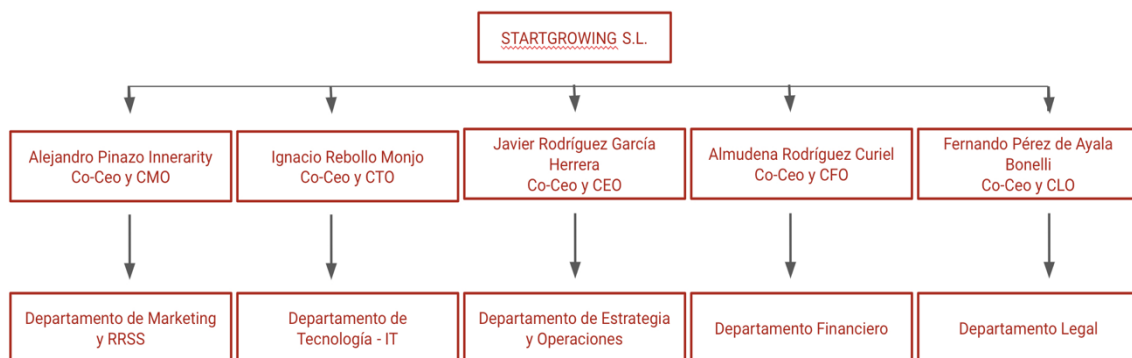 STARTGROWING S.L.
Alejandro Pinazo Innerarity
Co-Ceo y CMO
Ignacio Rebollo Monjo
Co-Ceo y CTO
Javier Rodríguez García
Herrera
Co-Ceo y CEO
Almudena Rodríguez Curiel
Co-Ceo y CFO
Fernando Pérez de Ayala
Bonelli
Co-Ceo y CLO
Departamento de Marketing
y RRSS
Departamento de
Tecnología - IT
Departamento de Estrategia
y Operaciones
Departamento Financiero
Departamento Legal